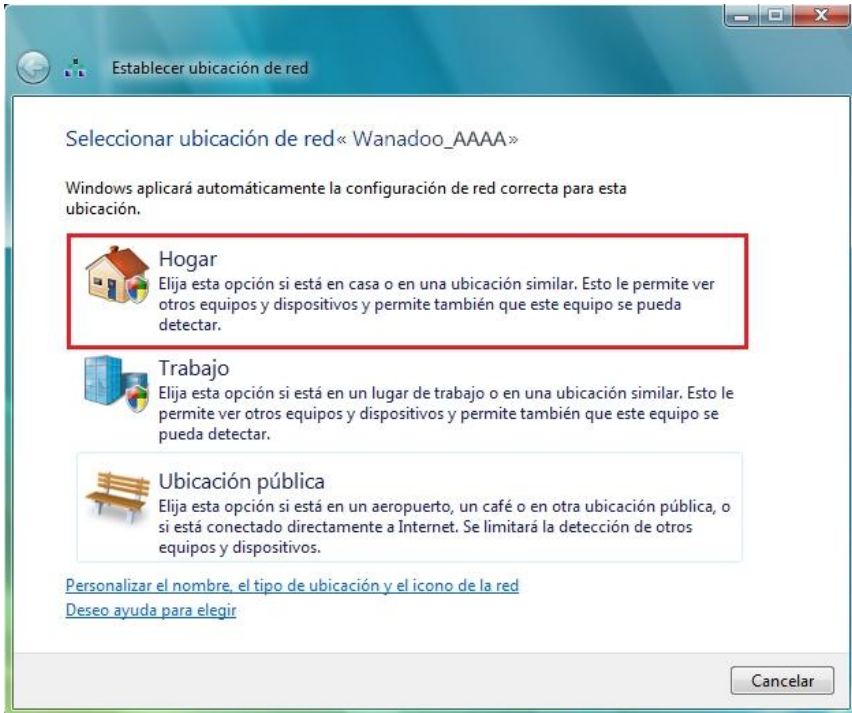 Establecer ubicación de red
Seleccionar ubicación de red« Wanadoo_AAAA»
Windows aplicará automáticamente la configuración de red correcta para esta
ubicación.
Hogar
Elija esta opción si está en casa o en una ubicación similar. Esto le permite ver
otros equipos y dispositivos y permite también que este equipo se pueda
detectar.
Trabajo
Elija esta opción si está en un lugar de trabajo o en una ubicación similar. Esto le
permite ver otros equipos y dispositivos y permite también que este equipo se
pueda detectar.
Ubicación pública
Elija esta opción si está en un aeropuerto, un café o en otra ubicación pública, o
si está conectado directamente a Internet. Se limitará la detección de otros
equipos y dispositivos.
Personalizar el nombre, el tipo de ubicación y el icono de la red
Deseo ayuda para elegir
Cancelar